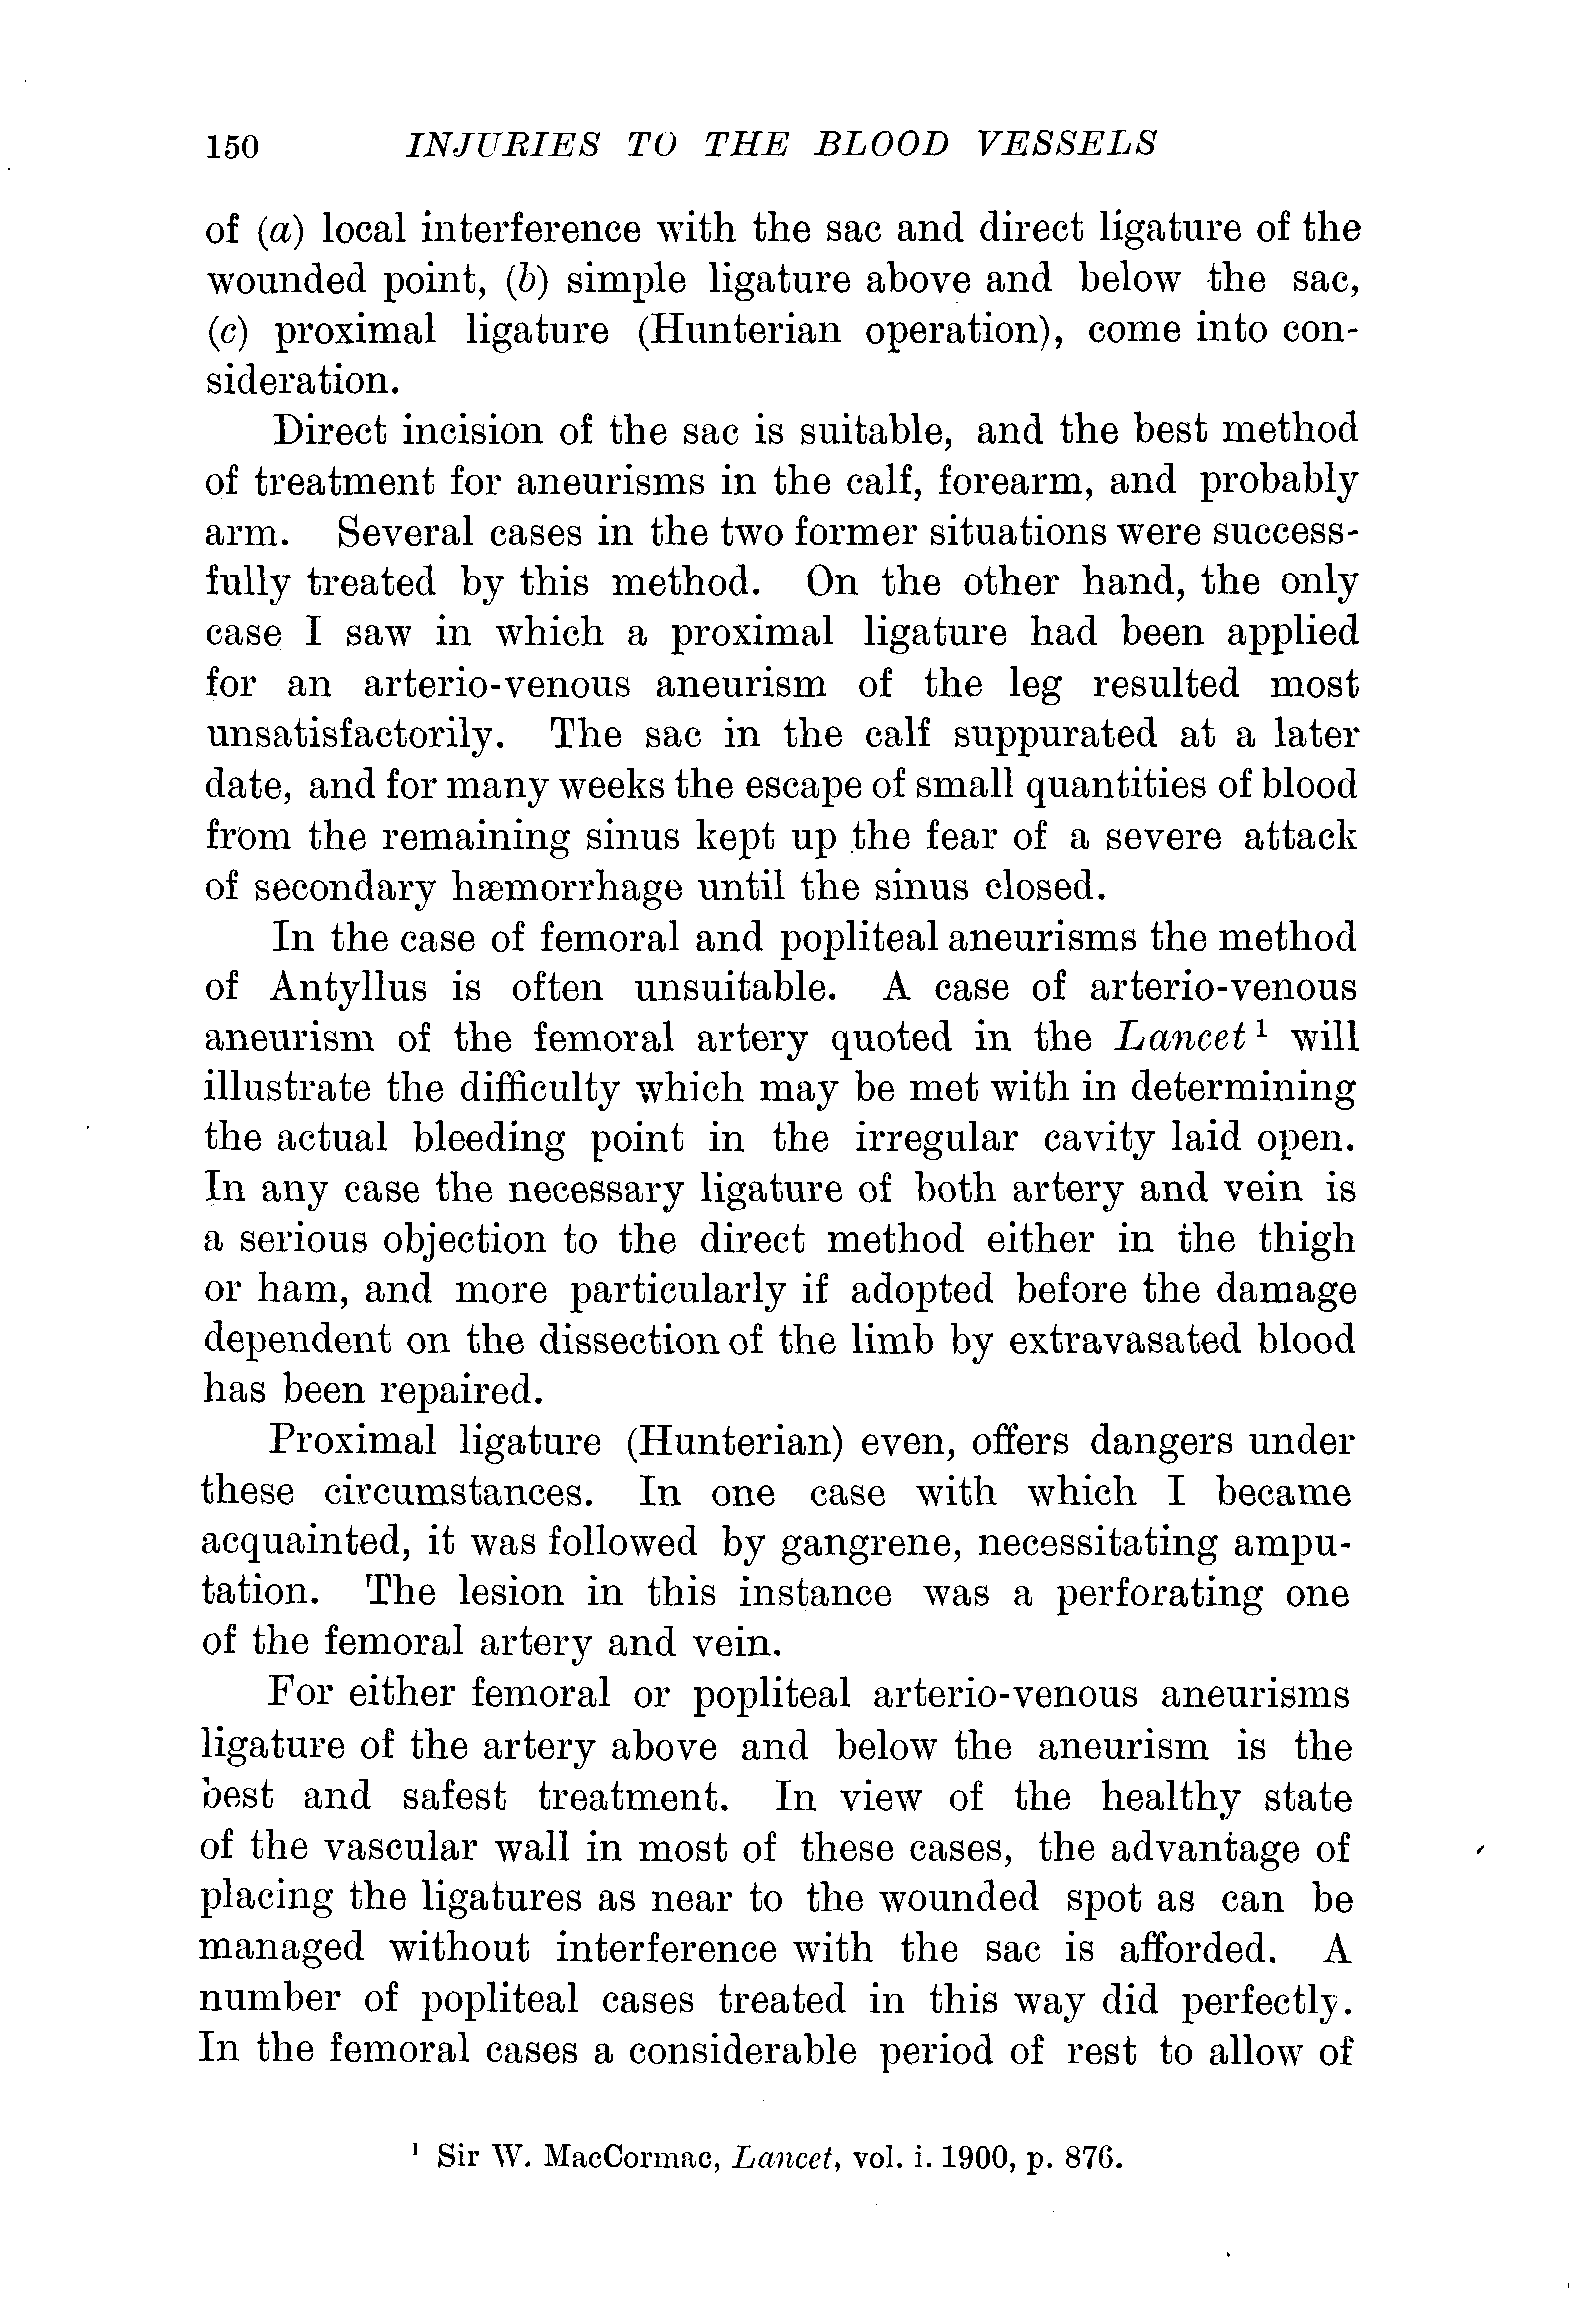 150 INJURIES TO THE BLOOD VESSELS
of (a) local interference with the sac and direct ligature of the
wounded point, (b) simple ligature above and below the sac,
(c) proximal ligature (Hunterian operation), come into con-
sideration.
Direct incision of the sac is suitable, and the best method
of treatment for aneurisms in the calf, forearm, and probably
arm. Several cases in the two former situations were success-
fully treated by this method. On the other hand, the only
case I saw in which a proximal ligature had been applied
for an arterio-venous aneurism of the leg resulted most
unsatisfactorily. The sac in the calf suppurated at a later
date, and for many weeks the escape of small quantities of blood
from the remaining sinus kept up the fear of a severe attack
of secondary hæmorrhage until the sinus closed.
In the case of femoral and popliteal aneurisms the method
of Antyllus is often unsuitable. A case of arterio-venous
aneurism of the femoral artery quoted in the Lancet ¹ will
illustrate the difficulty which may be met with in determining
the actual bleeding point in the irregular cavity laid open.
In any case the necessary ligature of both artery and vein is
a serious objection to the direct method either in the thigh
or ham, and more particularly if adopted before the damage
dependent on the dissection of the limb by extravasated blood
has been repaired.
Proximal ligature (Hunterian) even, offers dangers under
these circumstances. In one case with which I became
acquainted, it was followed by gangrene, necessitating ampu-
tation. The lesion in this instance was a perforating one
of the femoral artery and vein.
For either femoral or popliteal arterio-venous aneurisms
ligature of the artery above and below the aneurism is the
best and safest treatment. In view of the healthy state
of the vascular wall in most of these cases, the advantage of
placing the ligatures as near to the wounded spot as can be
managed without interference with the sac is afforded. A
number of popliteal cases treated in this way did perfectly.
In the femoral cases a considerable period of rest to allow of
¹ Sir W. MacCormac, Lancet, vol. i. 1900, p. 876.